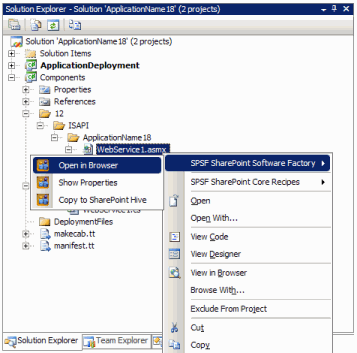 Solution Explorer - Solution 'ApplicationName18' (2 projects)
Solution 'ApplicationName18' (2 projects)
Solution Items
ApplicationDeployment
Components
Properties
References
12
ISAPI
ApplicationName18
WebService1.asmx
Open in Browser
Show Properties
Copy to SharePoint Hive
WebService1.cs
DeploymentFiles
makecab.tt
manifest.tt
SPSF SharePoint Software Factory
SPSF SharePoint Core Recipes
Open
Open With...
View Code
View Designer
View in Browser
Browse With...
Exclude From Project
Cut
Copy
Solution Explorer
Team Explorer